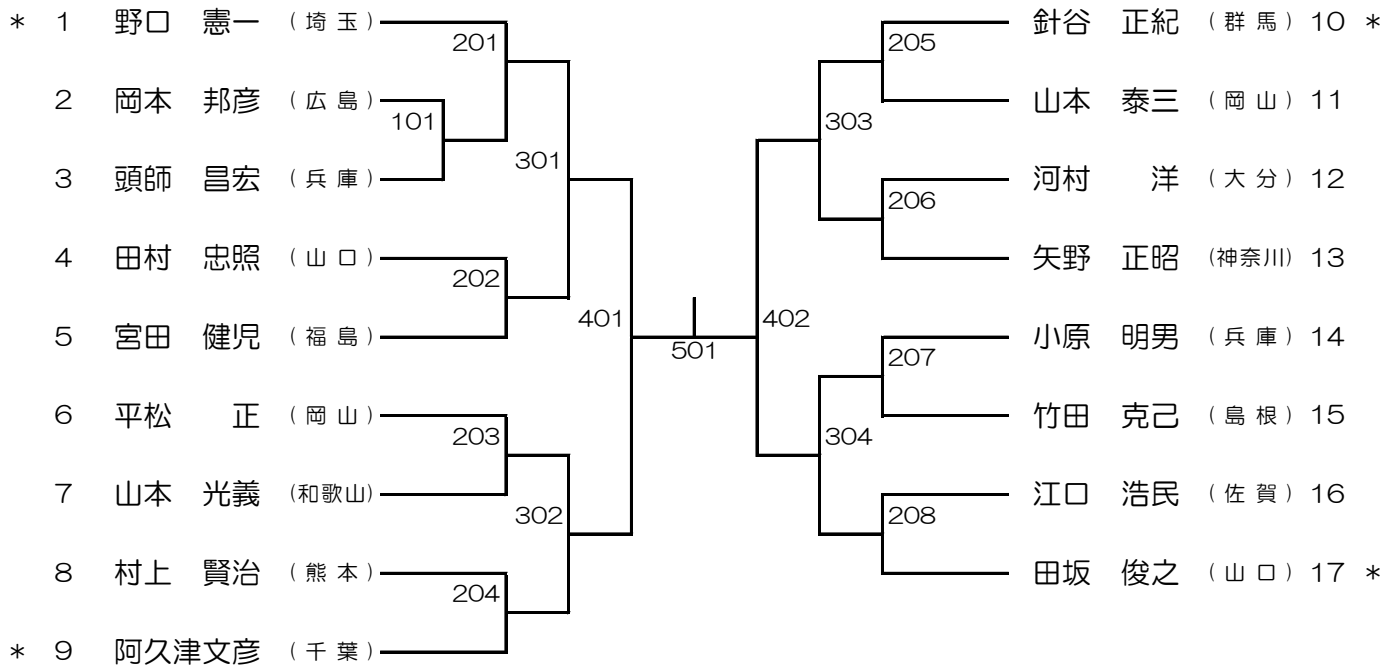 * 1 野口 憲一 (埼玉)
201
2 岡本 邦彦 (広島)
101
301
3 頭師 昌宏 (兵庫)
4 田村 忠照 (山口)
202
401
5 宮田 健児 (福島)
501
6 平松 正 (岡山)
203
7 山本 光義 (和歌山)
302
8 村上 賢治 (熊本)
204
* 9 阿久津文彦 (千葉)
針谷 正紀 (群馬) 10 *
205
山本 泰三 (岡山) 11
303
河村 洋 (大分) 12
206
矢野 正昭 (神奈川) 13
402
小原 明男 (兵庫) 14
207
竹田 克己 (島根) 15
304
江口 浩民 (佐賀) 16
208
田坂 俊之 (山口) 17 *